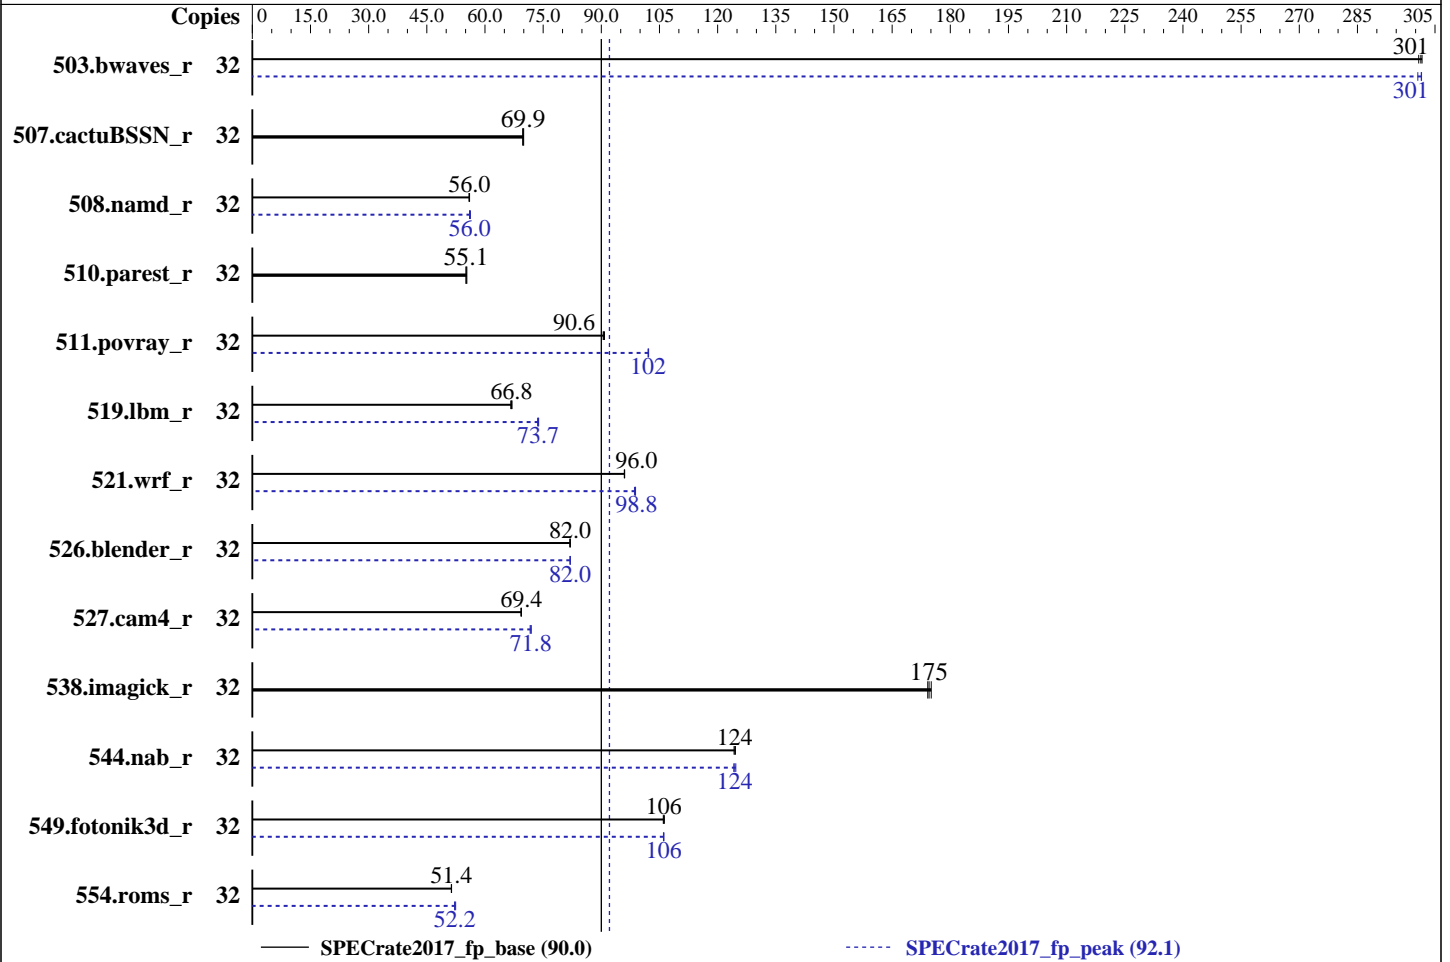 Copies 0 15.0 30.0 45.0 60.0 75.0 90.0 105 120 135 150 165 180 195 210 225 240 255 270 285 305
301
503.bwaves_r 32
301
69.9
507.cactuBSSN_r 32
56.0
508.namd_r 32
56.0
55.1
510.parest_r 32
90.6
511.povray_r 32
102
66.8
519.lbm_r 32
73.7
96.0
521.wrf_r 32
98.8
82.0
526.blender_r 32
82.0
69.4
527.cam4_r 32
71.8
175
538.imagick_r 32
124
544.nab_r 32
124
106
549.fotonik3d_r 32
106
51.4
554.roms_r 32
52.2
SPECrate2017_fp_base (90.0) SPECrate2017_fp_peak (92.1)